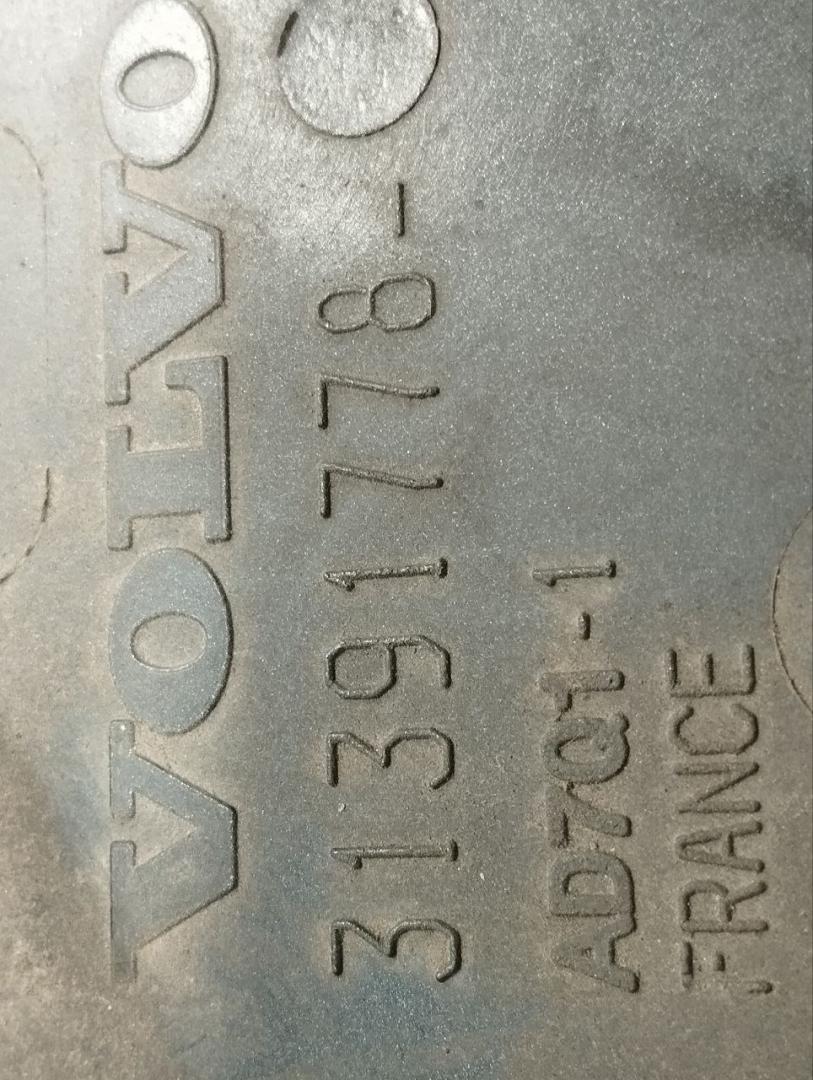 VOLVO
31391778-
AD7Q1-1
FRANCE